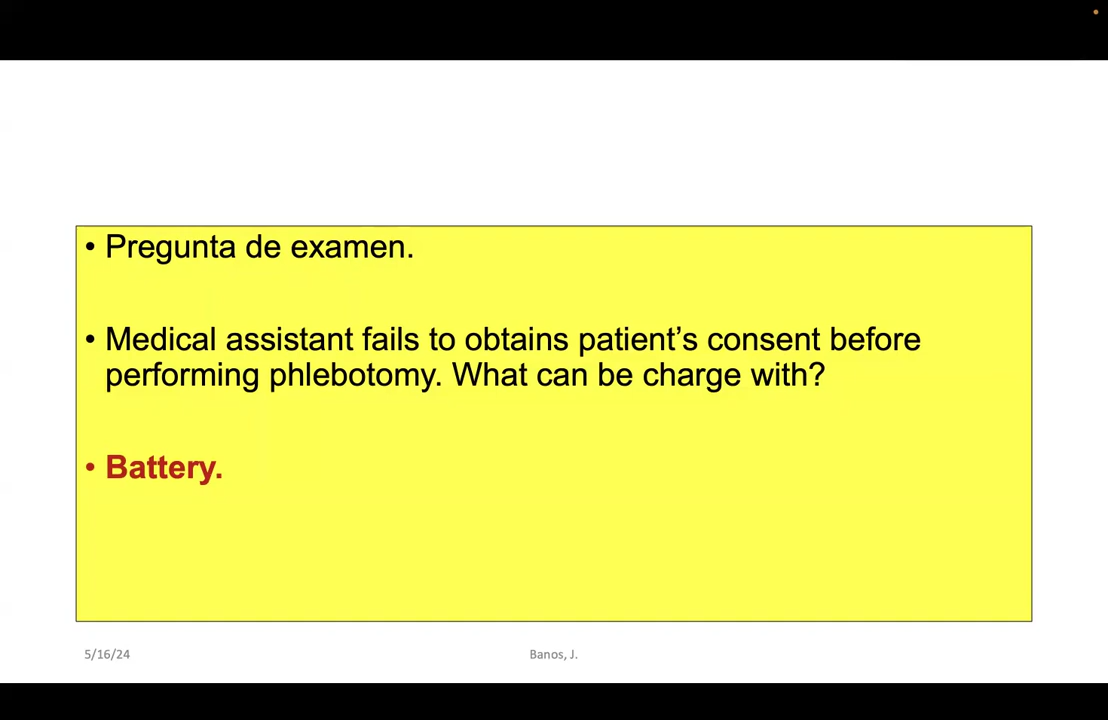 • Pregunta de examen.
• Medical assistant fails to obtains patient’s consent before
performing phlebotomy. What can be charge with?
• Battery.
5/16/24
Banos, J.